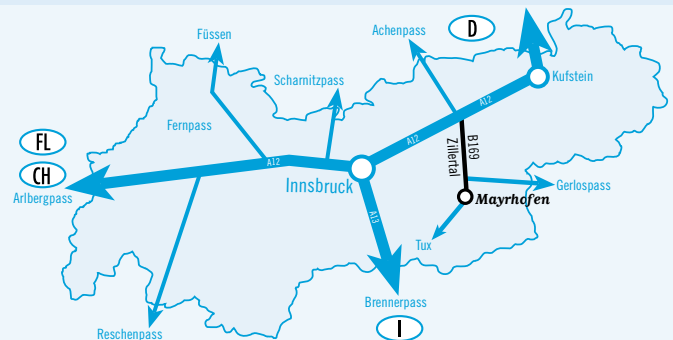 Füssen
Achenpass
D
Scharnitzpass
Kufstein
A12
Fernpass
A12
B169
Zillertal
FL
A12
CH
Innsbruck
Arlbergpass
Gerlospass
Mayrhofen
A13
Tux
Brennerpass
I
Reschenpass